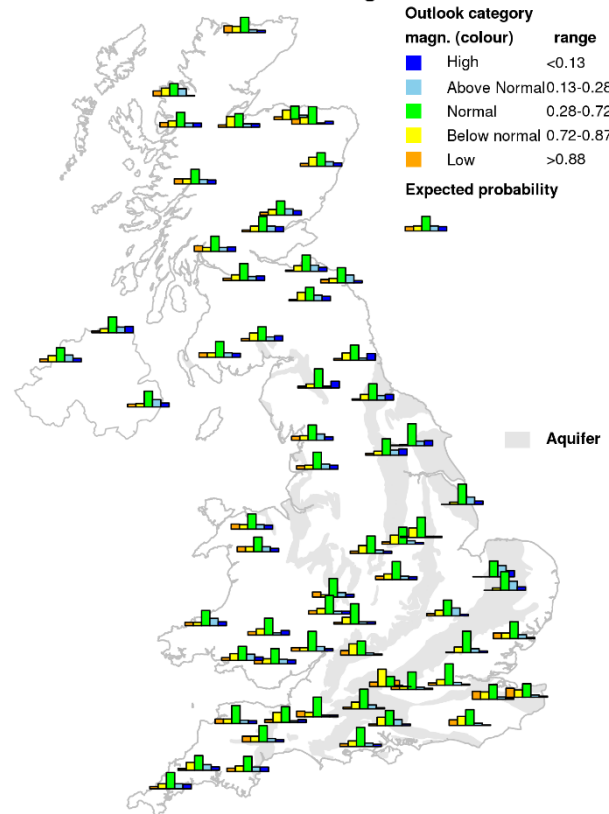 Outlook category
magn. (colour) range
High <0.13
Above Normal 0.13-0.28
Normal 0.28-0.72
Below normal 0.72-0.87
Low >0.88
Expected probability
Aquifer